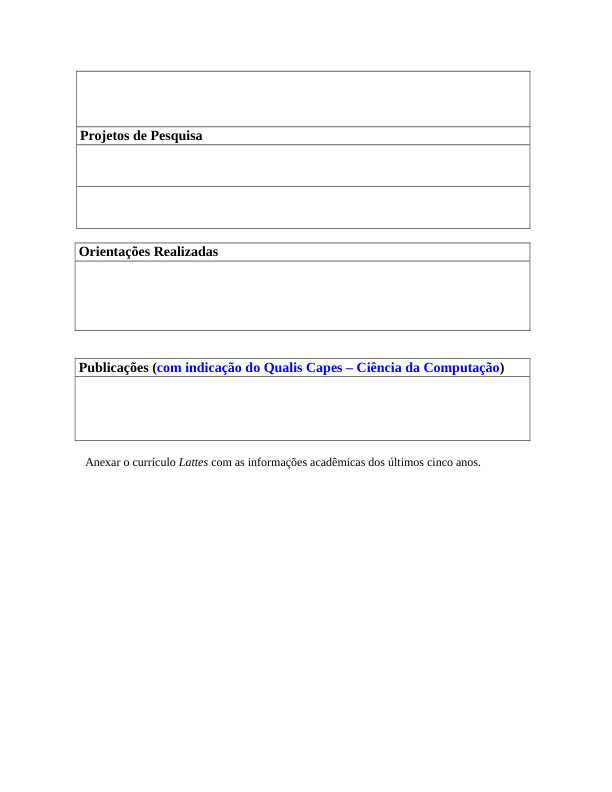 Projetos de Pesquisa
Orientações Realizadas
Publicações (com indicação do Qualis Capes – Ciência da Computação)
Anexar o currículo Lattes com as informações acadêmicas dos últimos cinco anos.